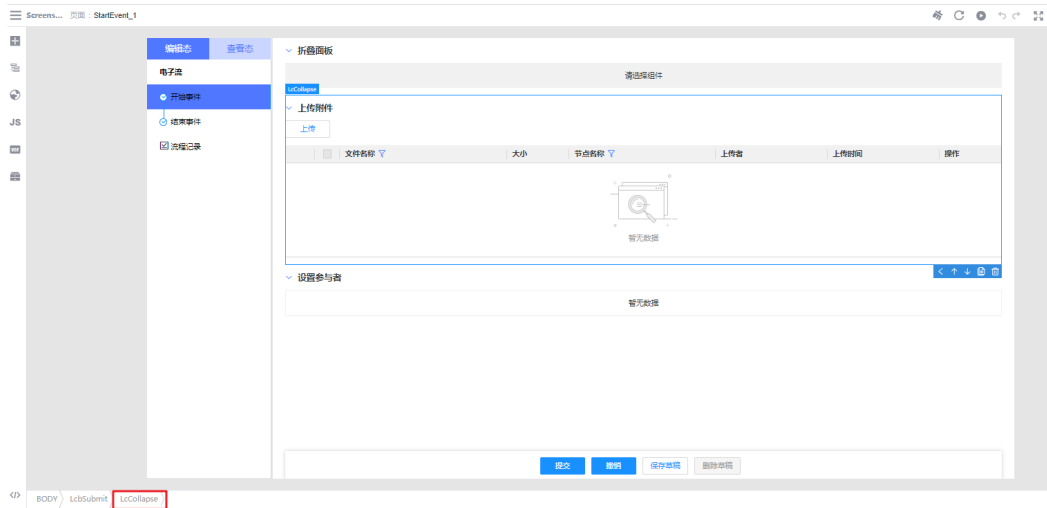 Screens... 页面：StartEvent_1
编辑态 查看态
电子流
开始事件
结束事件
流程记录
JS
VBF
折叠面板
请选择组件
LcCollapse
上传附件
上传
文件名称 大小 节点名称 上传者 上传时间 操作
暂无数据
设置参与者
暂无数据
提交 撤销 保存草稿 删除草稿
</> BODY LcbSubmit LcCollapse